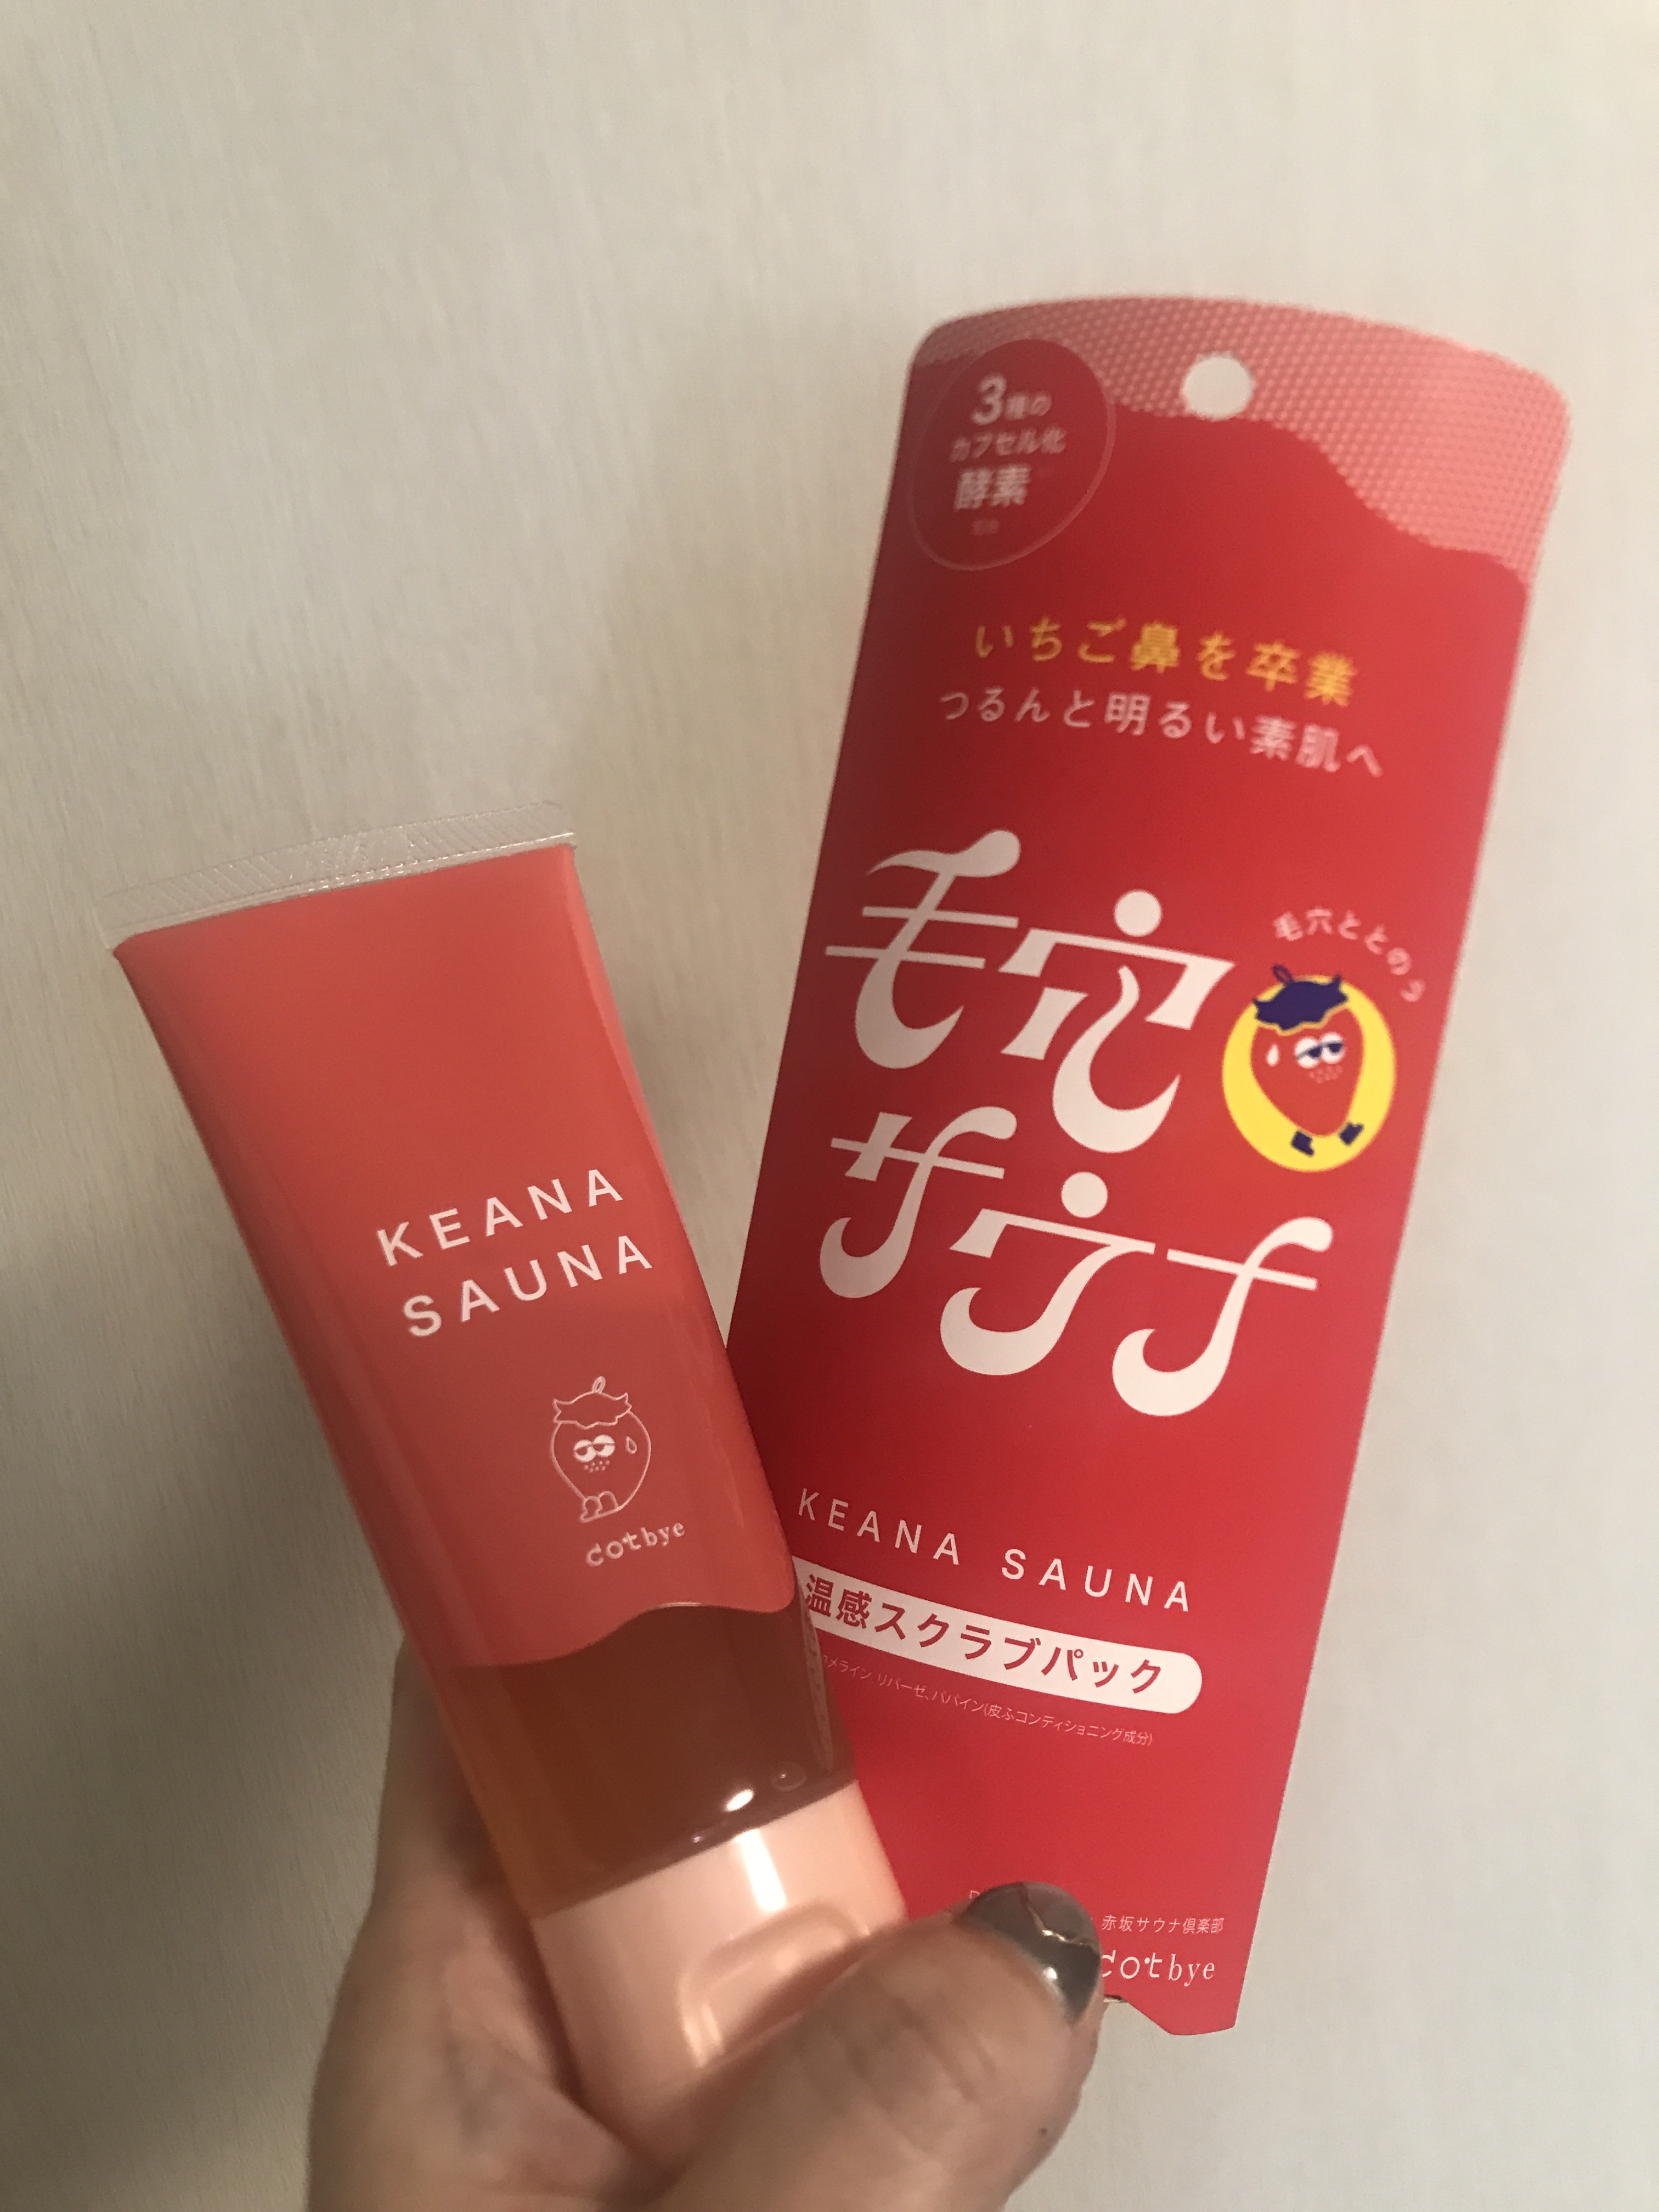 KEANA
SAUNA
cotbye
3種の
カプセル化
酵素
いちご鼻を卒業
つるんと明るい素肌へ
毛穴
サウナ
毛穴ととのう
KEANA SAUNA
温感スクラブパック
メライン、リパーゼ、パパイン(皮ふコンディショニング成分)
赤坂サウナ倶楽部
cotbye